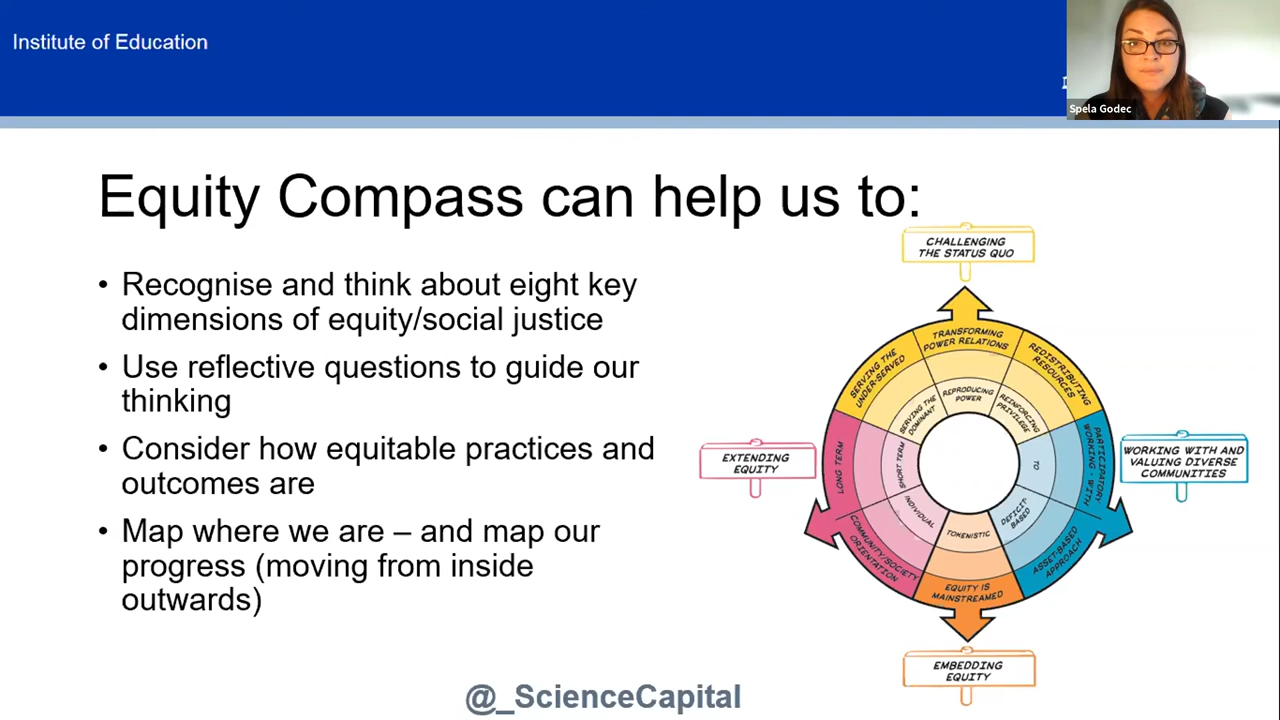 Institute of Education
Spela Godec
Equity Compass can help us to:
• Recognise and think about eight key
dimensions of equity/social justice
• Use reflective questions to guide our
thinking
• Consider how equitable practices and
outcomes are
• Map where we are – and map our
progress (moving from inside
outwards)
CHALLENGING
THE STATUS QUO
TRANSFORMING
POWER RELATIONS
SERVING THE
UNDER-SERVED
REDISTRIBUTING
RESOURCES
REPRODUCING
POWER
SERVING THE
DOMINANT
REINFORCING
PRIVILEGE
EXTENDING
EQUITY
LONG TERM
SHORT TERM
TO
PARTICIPATORY
WORKING - WITH
WORKING WITH AND
VALUING DIVERSE
COMMUNITIES
INDIVIDUAL
DEFICIT-
BASED
TOKENISTIC
COMMUNITY/SOCIETY
ORIENTATION
ASSET-BASED
APPROACH
EQUITY IS
MAINSTREAMED
EMBEDDING
EQUITY
@_ScienceCapital